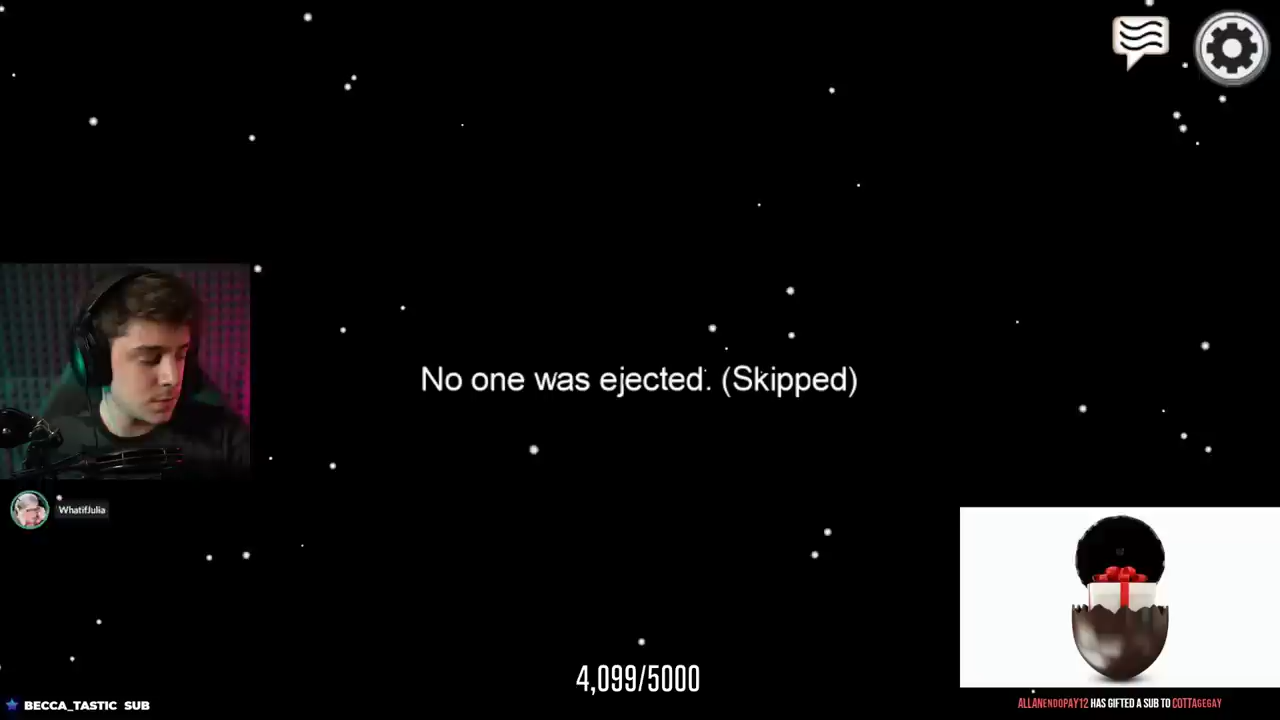 No one was ejected. (Skipped)
WhatifJulia
4,099/5000
BECCA_TASTIC SUB
ALLANENDOPAY12 HAS GIFTED A SUB TO COTTAGEGAY